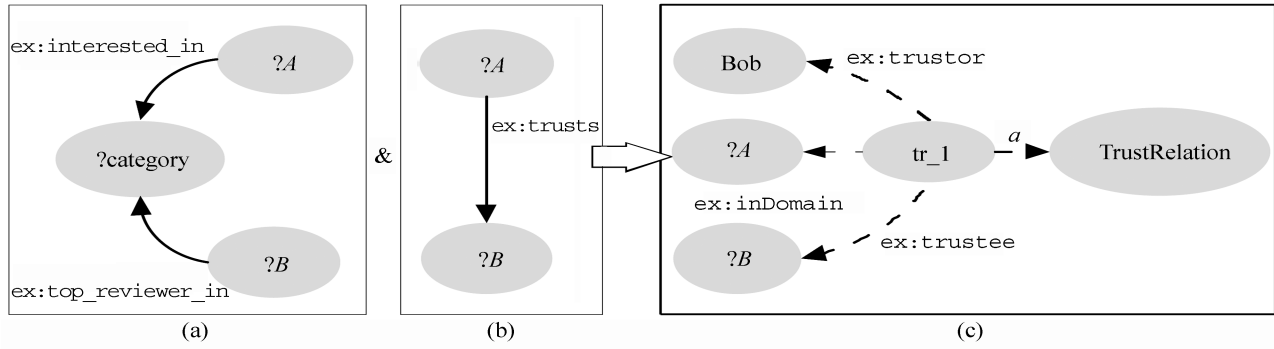 ex:interested_in
?A
?category
?B
ex:top_reviewer_in
(a)
&
?A
ex:trusts
?B
(b)
Bob
ex:trustor
?A
tr_1
a
TrustRelation
ex:inDomain
?B
ex:trustee
(c)